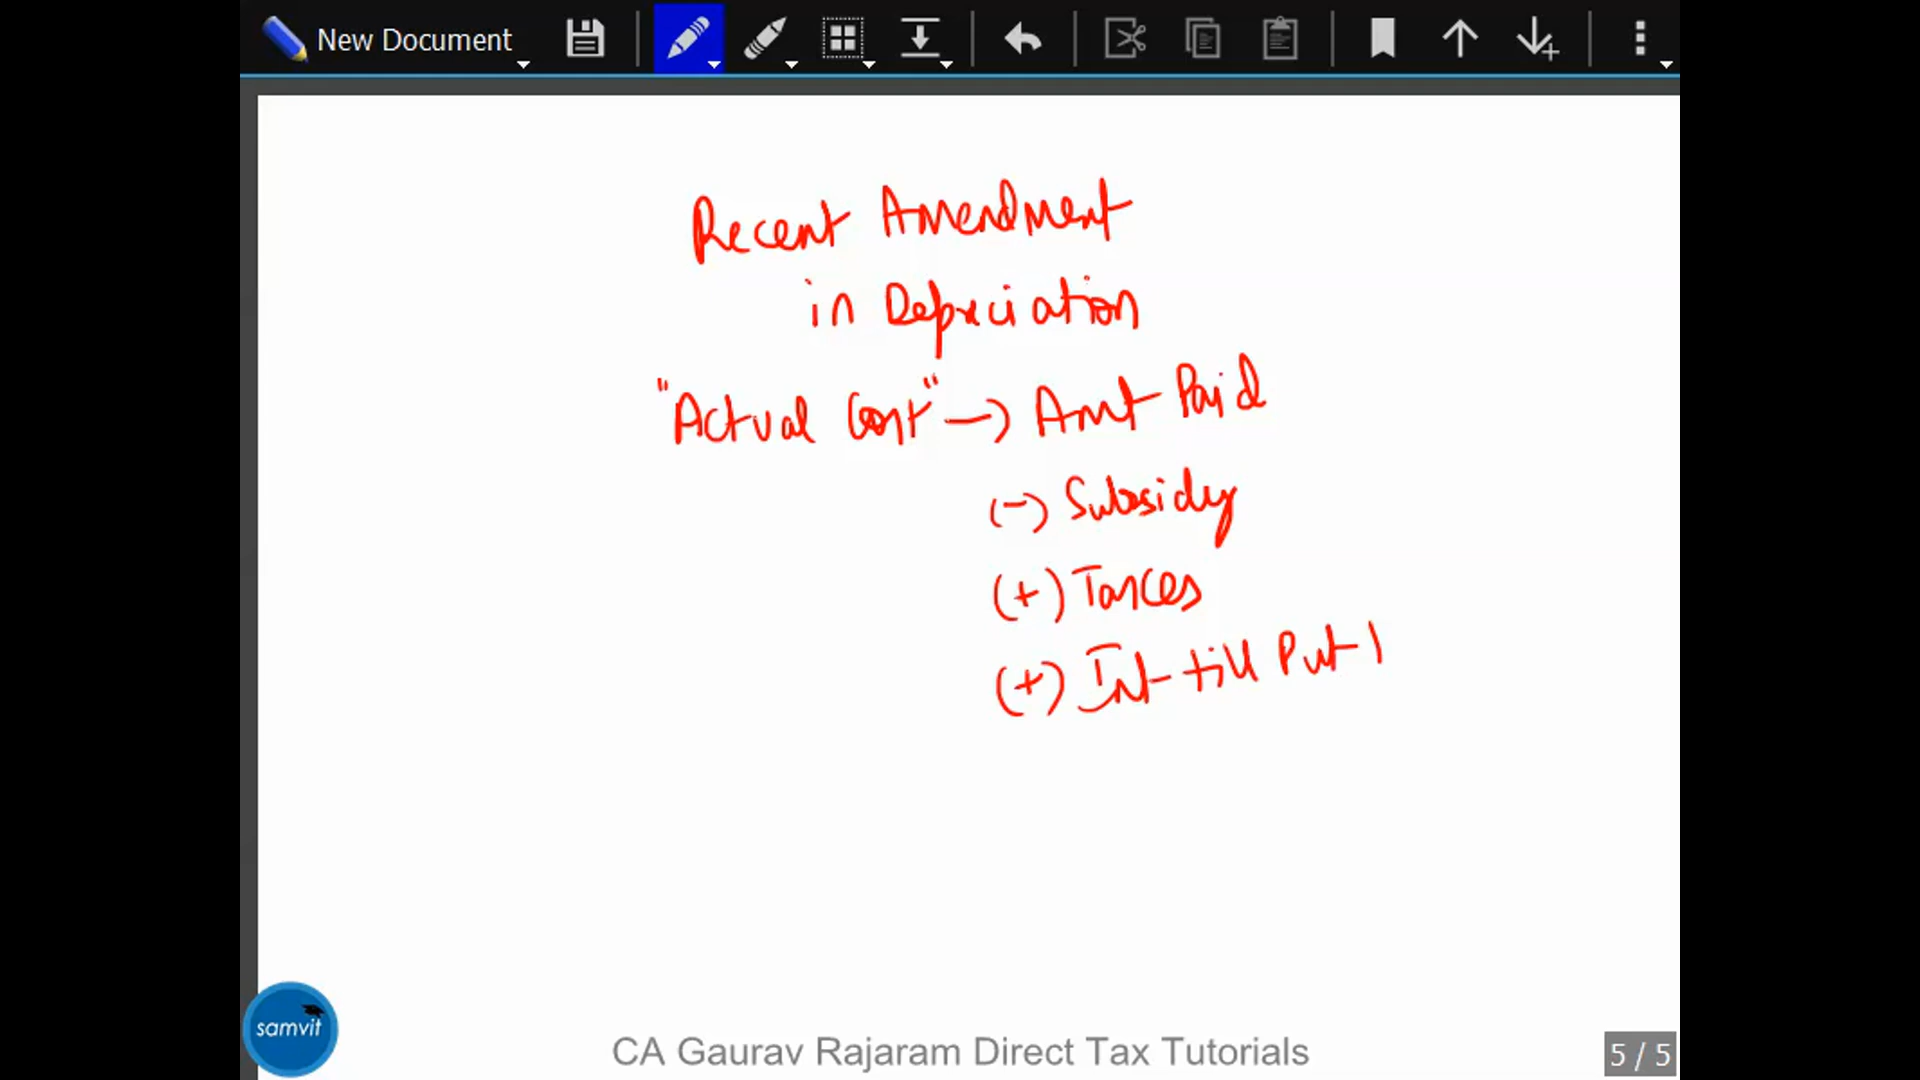 New Document
Recent Amendment
in Depreciation
"Actual Cost" → Amt Paid
(-) Subsidy
(+) Taxes
(+) Int till Put
samvit
CA Gaurav Rajaram Direct Tax Tutorials
5 / 5